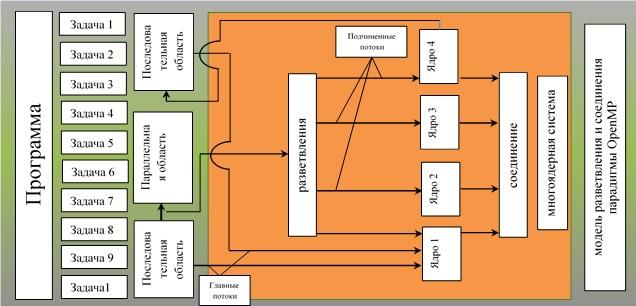 Программа
Задача 1
Задача 2
Задача 3
Задача 4
Задача 5
Задача 6
Задача 7
Задача 8
Задача 9
Задача1
Последова
тельная
область
Параллельна
я область
Последова
тельная
область
Главные
потоки
разветвления
Подчиненные
потоки
Ядро 4
Ядро 3
Ядро 2
Ядро 1
соединение
многоядерная система
модель разветвления и соединения
парадигмы OpenMP